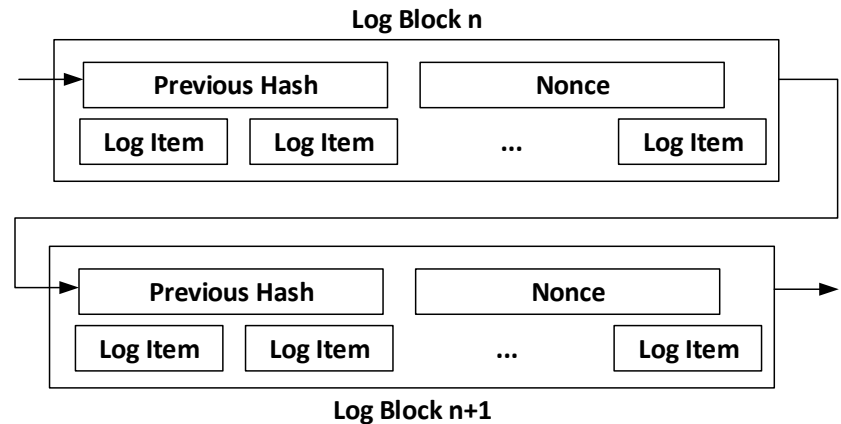 Log Block n
Previous Hash Nonce
Log Item Log Item ... Log Item
Previous Hash Nonce
Log Item Log Item ... Log Item
Log Block n+1